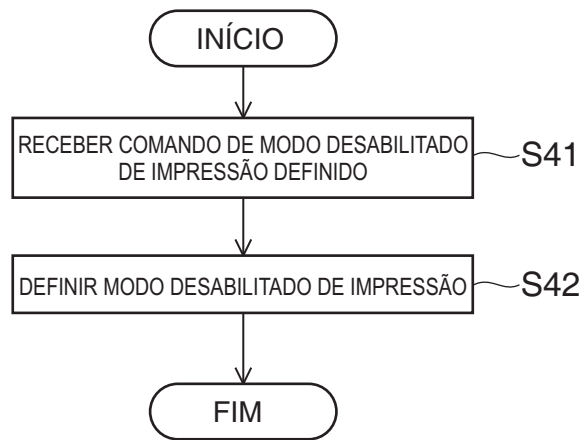 INÍCIO
RECEBER COMANDO DE MODO DESABILITADO
DE IMPRESSÃO DEFINIDO
S41
DEFINIR MODO DESABILITADO DE IMPRESSÃO
S42
FIM